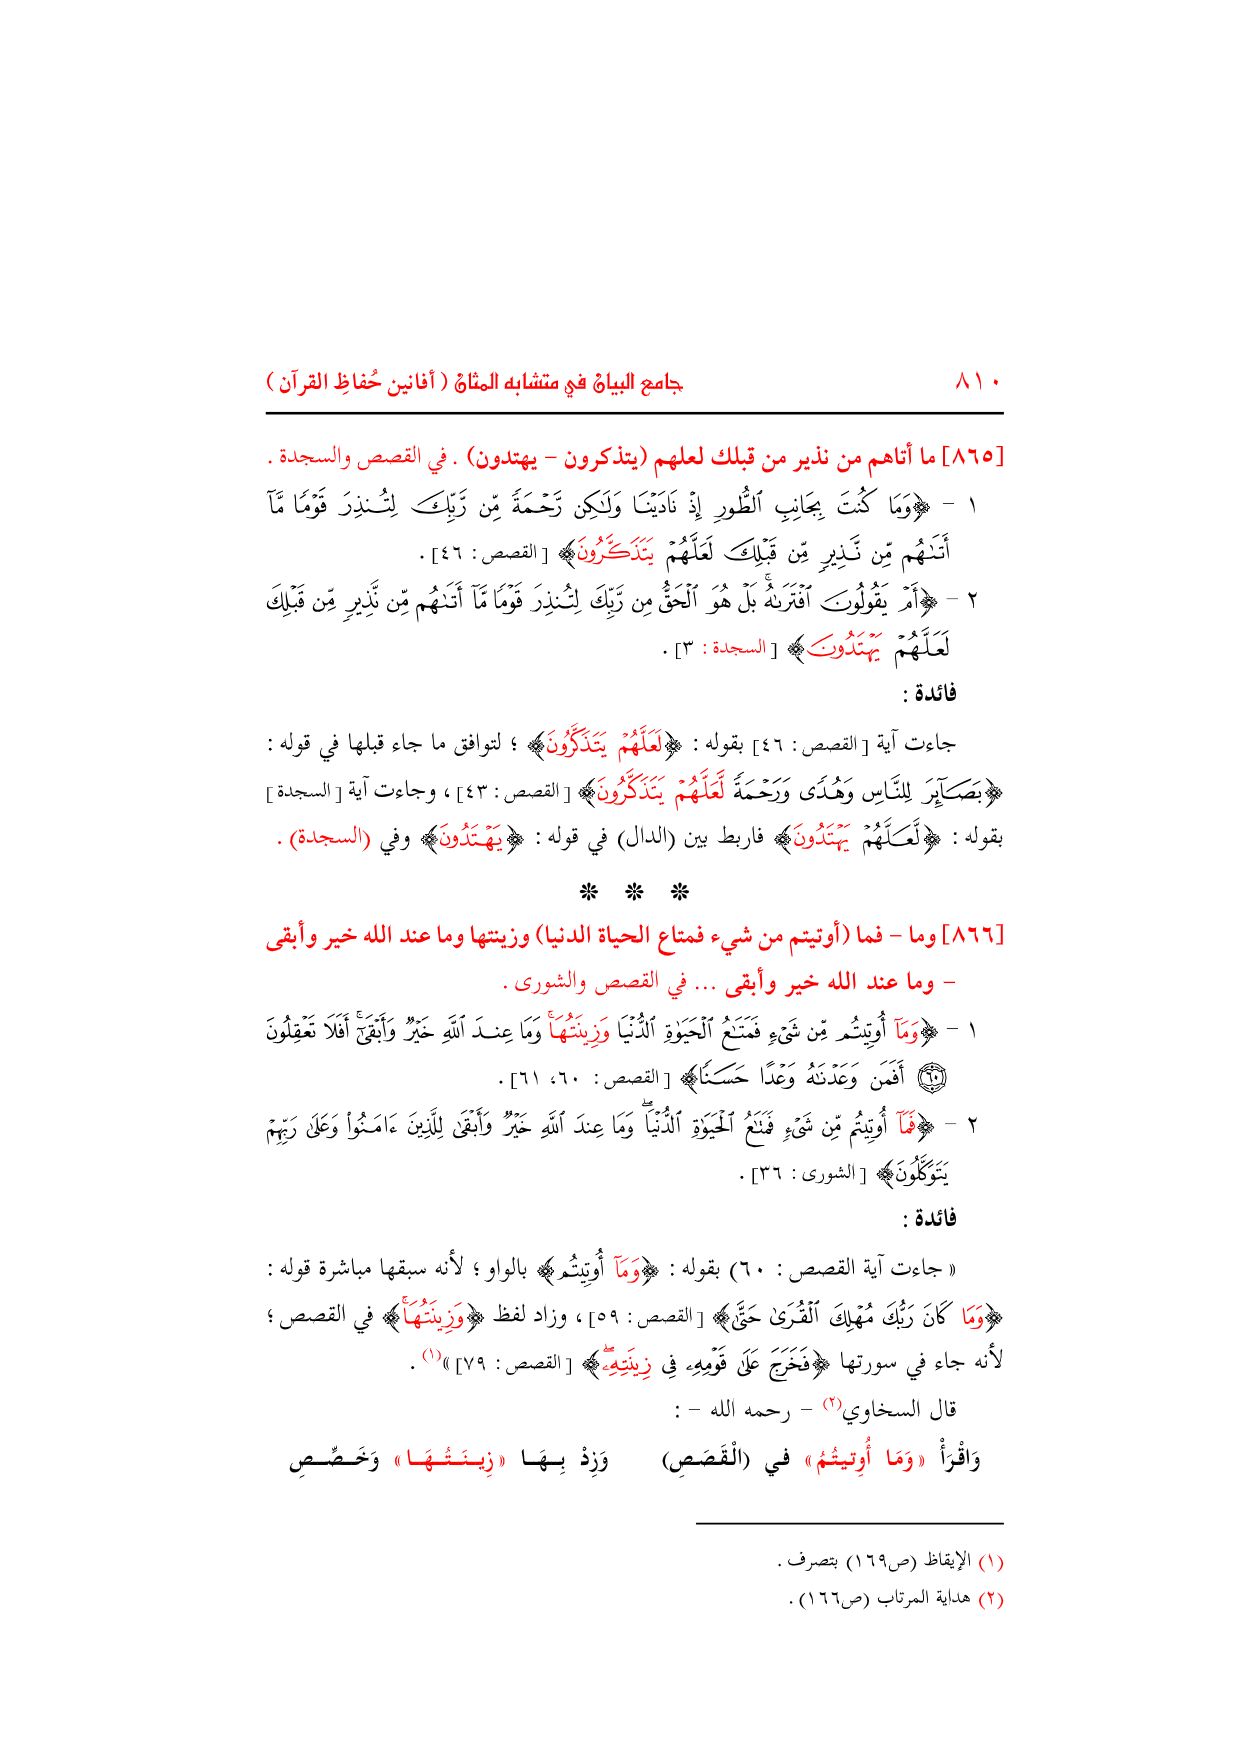 ٨١٠ جامع البيان في متشابه المثان ( أفانين حُفاظِ القرآن )
[٨٦٥] ما أتاهم من نذير من قبلك لعلهم (يتذكرون – يهتدون) . في القصص والسجدة .
١ – ﴿وَمَا كُنتَ بِجَانِبِ ٱلطُّورِ إِذْ نَادَيْنَا وَلَـٰكِن رَّحْمَةً مِّن رَّبِّكَ لِتُنذِرَ قَوْمًا مَّآ
أَتَىٰهُم مِّن نَّذِيرٍ مِّن قَبْلِكَ لَعَلَّهُمْ يَتَذَكَّرُونَ﴾ [القصص: ٤٦] .
٢ – ﴿أَمْ يَقُولُونَ ٱفْتَرَىٰهُ ۚ بَلْ هُوَ ٱلْحَقُّ مِن رَّبِّكَ لِتُنذِرَ قَوْمًا مَّآ أَتَىٰهُم مِّن نَّذِيرٍ مِّن قَبْلِكَ
لَعَلَّهُمْ يَهْتَدُونَ﴾ [السجدة : ٣] .
فائدة :
جاءت آية [القصص: ٤٦] بقوله : ﴿لَعَلَّهُمْ يَتَذَكَّرُونَ﴾ ؛ لتوافق ما جاء قبلها في قوله :
﴿بَصَآئِرَ لِلنَّاسِ وَهُدًى وَرَحْمَةً لَّعَلَّهُمْ يَتَذَكَّرُونَ﴾ [القصص: ٤٣] ، وجاءت آية [السجدة]
بقوله : ﴿لَعَلَّهُمْ يَهْتَدُونَ﴾ فاربط بين (الدال) في قوله : ﴿يَهْتَدُونَ﴾ وفي (السجدة) .
❊ ❊ ❊
[٨٦٦] وما – فما (أوتيتم من شيء فمتاع الحياة الدنيا) وزينتها وما عند الله خير وأبقى
– وما عند الله خير وأبقى ... في القصص والشورى .
١ – ﴿وَمَآ أُوتِيتُم مِّن شَىْءٍ فَمَتَـٰعُ ٱلْحَيَوٰةِ ٱلدُّنْيَا وَزِينَتُهَا ۚ وَمَا عِندَ ٱللَّهِ خَيْرٌ وَأَبْقَىٰٓ ۚ أَفَلَا تَعْقِلُونَ
۝٦٠ أَفَمَن وَعَدْنَـٰهُ وَعْدًا حَسَنًا﴾ [القصص: ٦٠، ٦١] .
٢ – ﴿فَمَآ أُوتِيتُم مِّن شَىْءٍ فَمَتَـٰعُ ٱلْحَيَوٰةِ ٱلدُّنْيَا ۖ وَمَا عِندَ ٱللَّهِ خَيْرٌ وَأَبْقَىٰ لِلَّذِينَ ءَامَنُوا۟ وَعَلَىٰ رَبِّهِمْ
يَتَوَكَّلُونَ﴾ [الشورى: ٣٦] .
فائدة :
« جاءت آية القصص : ٦٠) بقوله : ﴿وَمَآ أُوتِيتُم﴾ بالواو ؛ لأنه سبقها مباشرة قوله :
﴿وَمَا كَانَ رَبُّكَ مُهْلِكَ ٱلْقُرَىٰ حَتَّىٰ﴾ [القصص: ٥٩] ، وزاد لفظ ﴿وَزِينَتُهَا ۚ﴾ في القصص ؛
لأنه جاء في سورتها ﴿فَخَرَجَ عَلَىٰ قَوْمِهِۦ فِى زِينَتِهِۦ ۖ﴾ [القصص: ٧٩]»(١) .
قال السخاوي(٢) – رحمه الله – :
وَاقْرَأْ «وَمَا أُوتيتُمُ» في (الْقَصَصِ) وَزِدْ بِـهَا «زِينَتُهَا» وَخَصِّصِ
(١) الإيقاظ (ص١٦٩) بتصرف .
(٢) هداية المرتاب (ص١٦٦) .